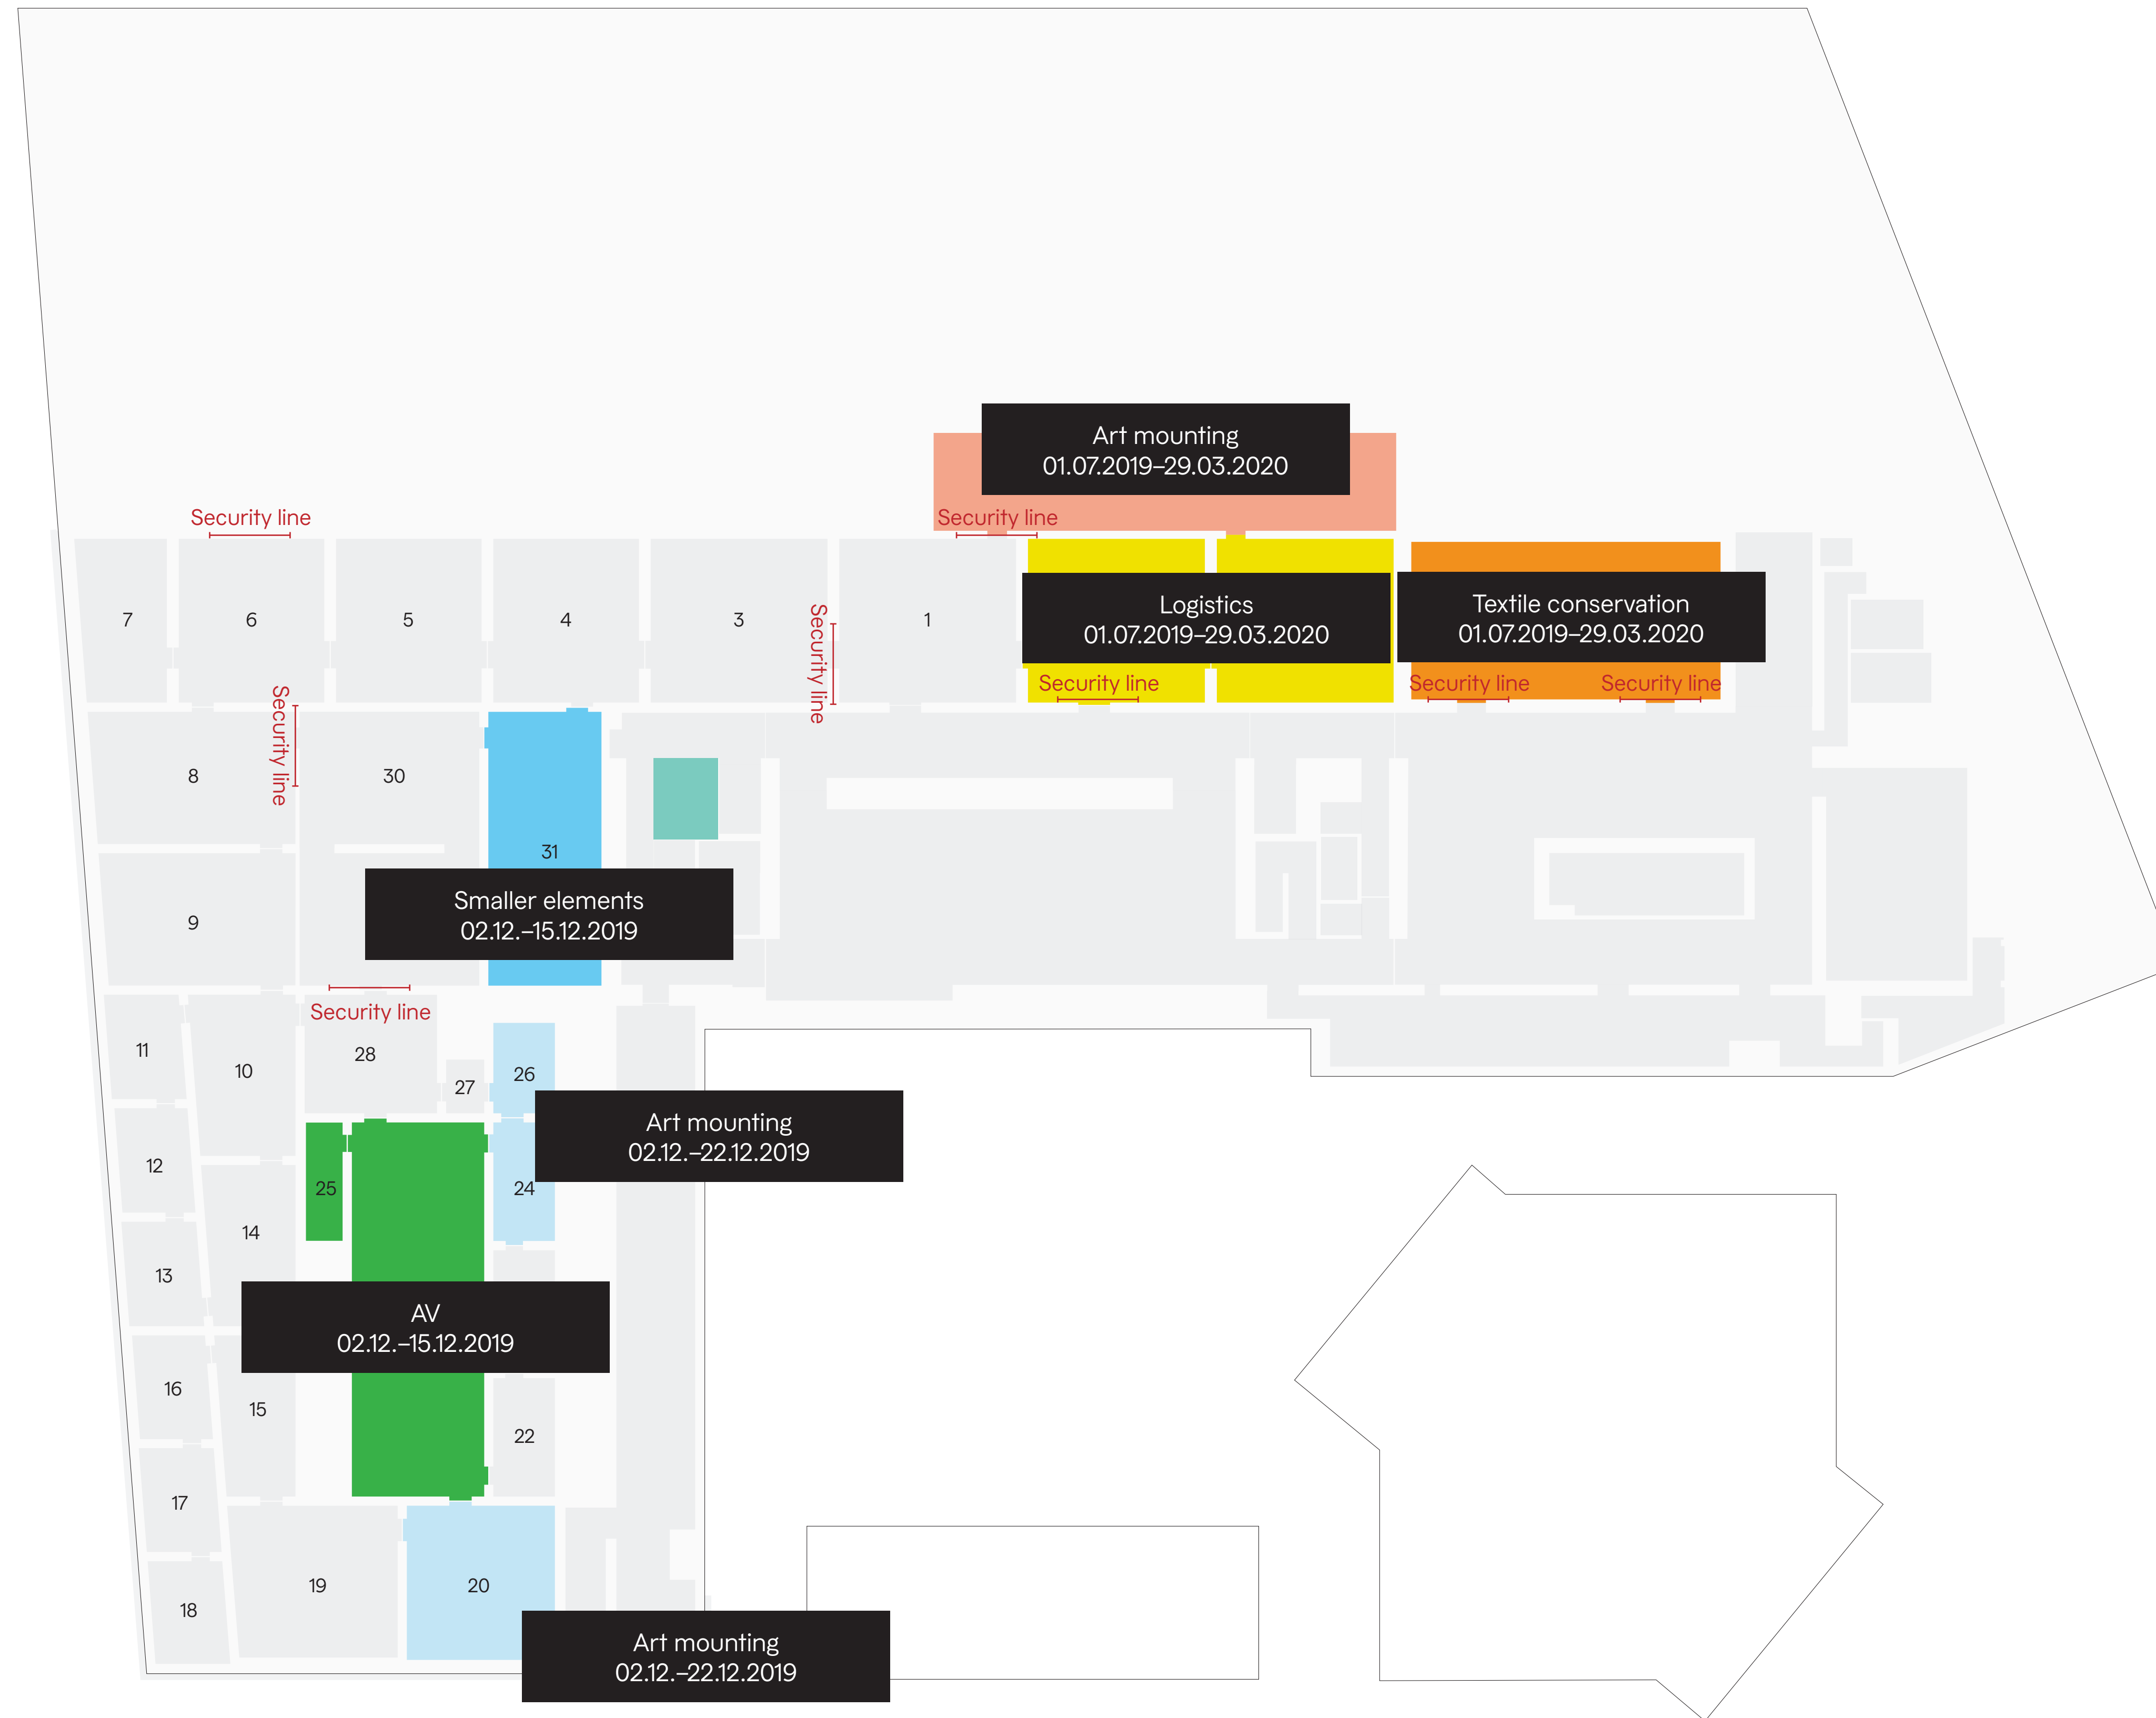 Art mounting
01.07.2019–29.03.2020
Security line
Security line
7
6
5
4
3
Security line
1
Logistics
01.07.2019–29.03.2020
Textile conservation
01.07.2019–29.03.2020
Security line
Security line
Security line
8
Security line
30
31
Smaller elements
02.12.–15.12.2019
9
Security line
11
10
28
27
26
Art mounting
02.12.–22.12.2019
12
25
24
14
13
AV
02.12.–15.12.2019
16
15
22
17
19
20
18
Art mounting
02.12.–22.12.2019